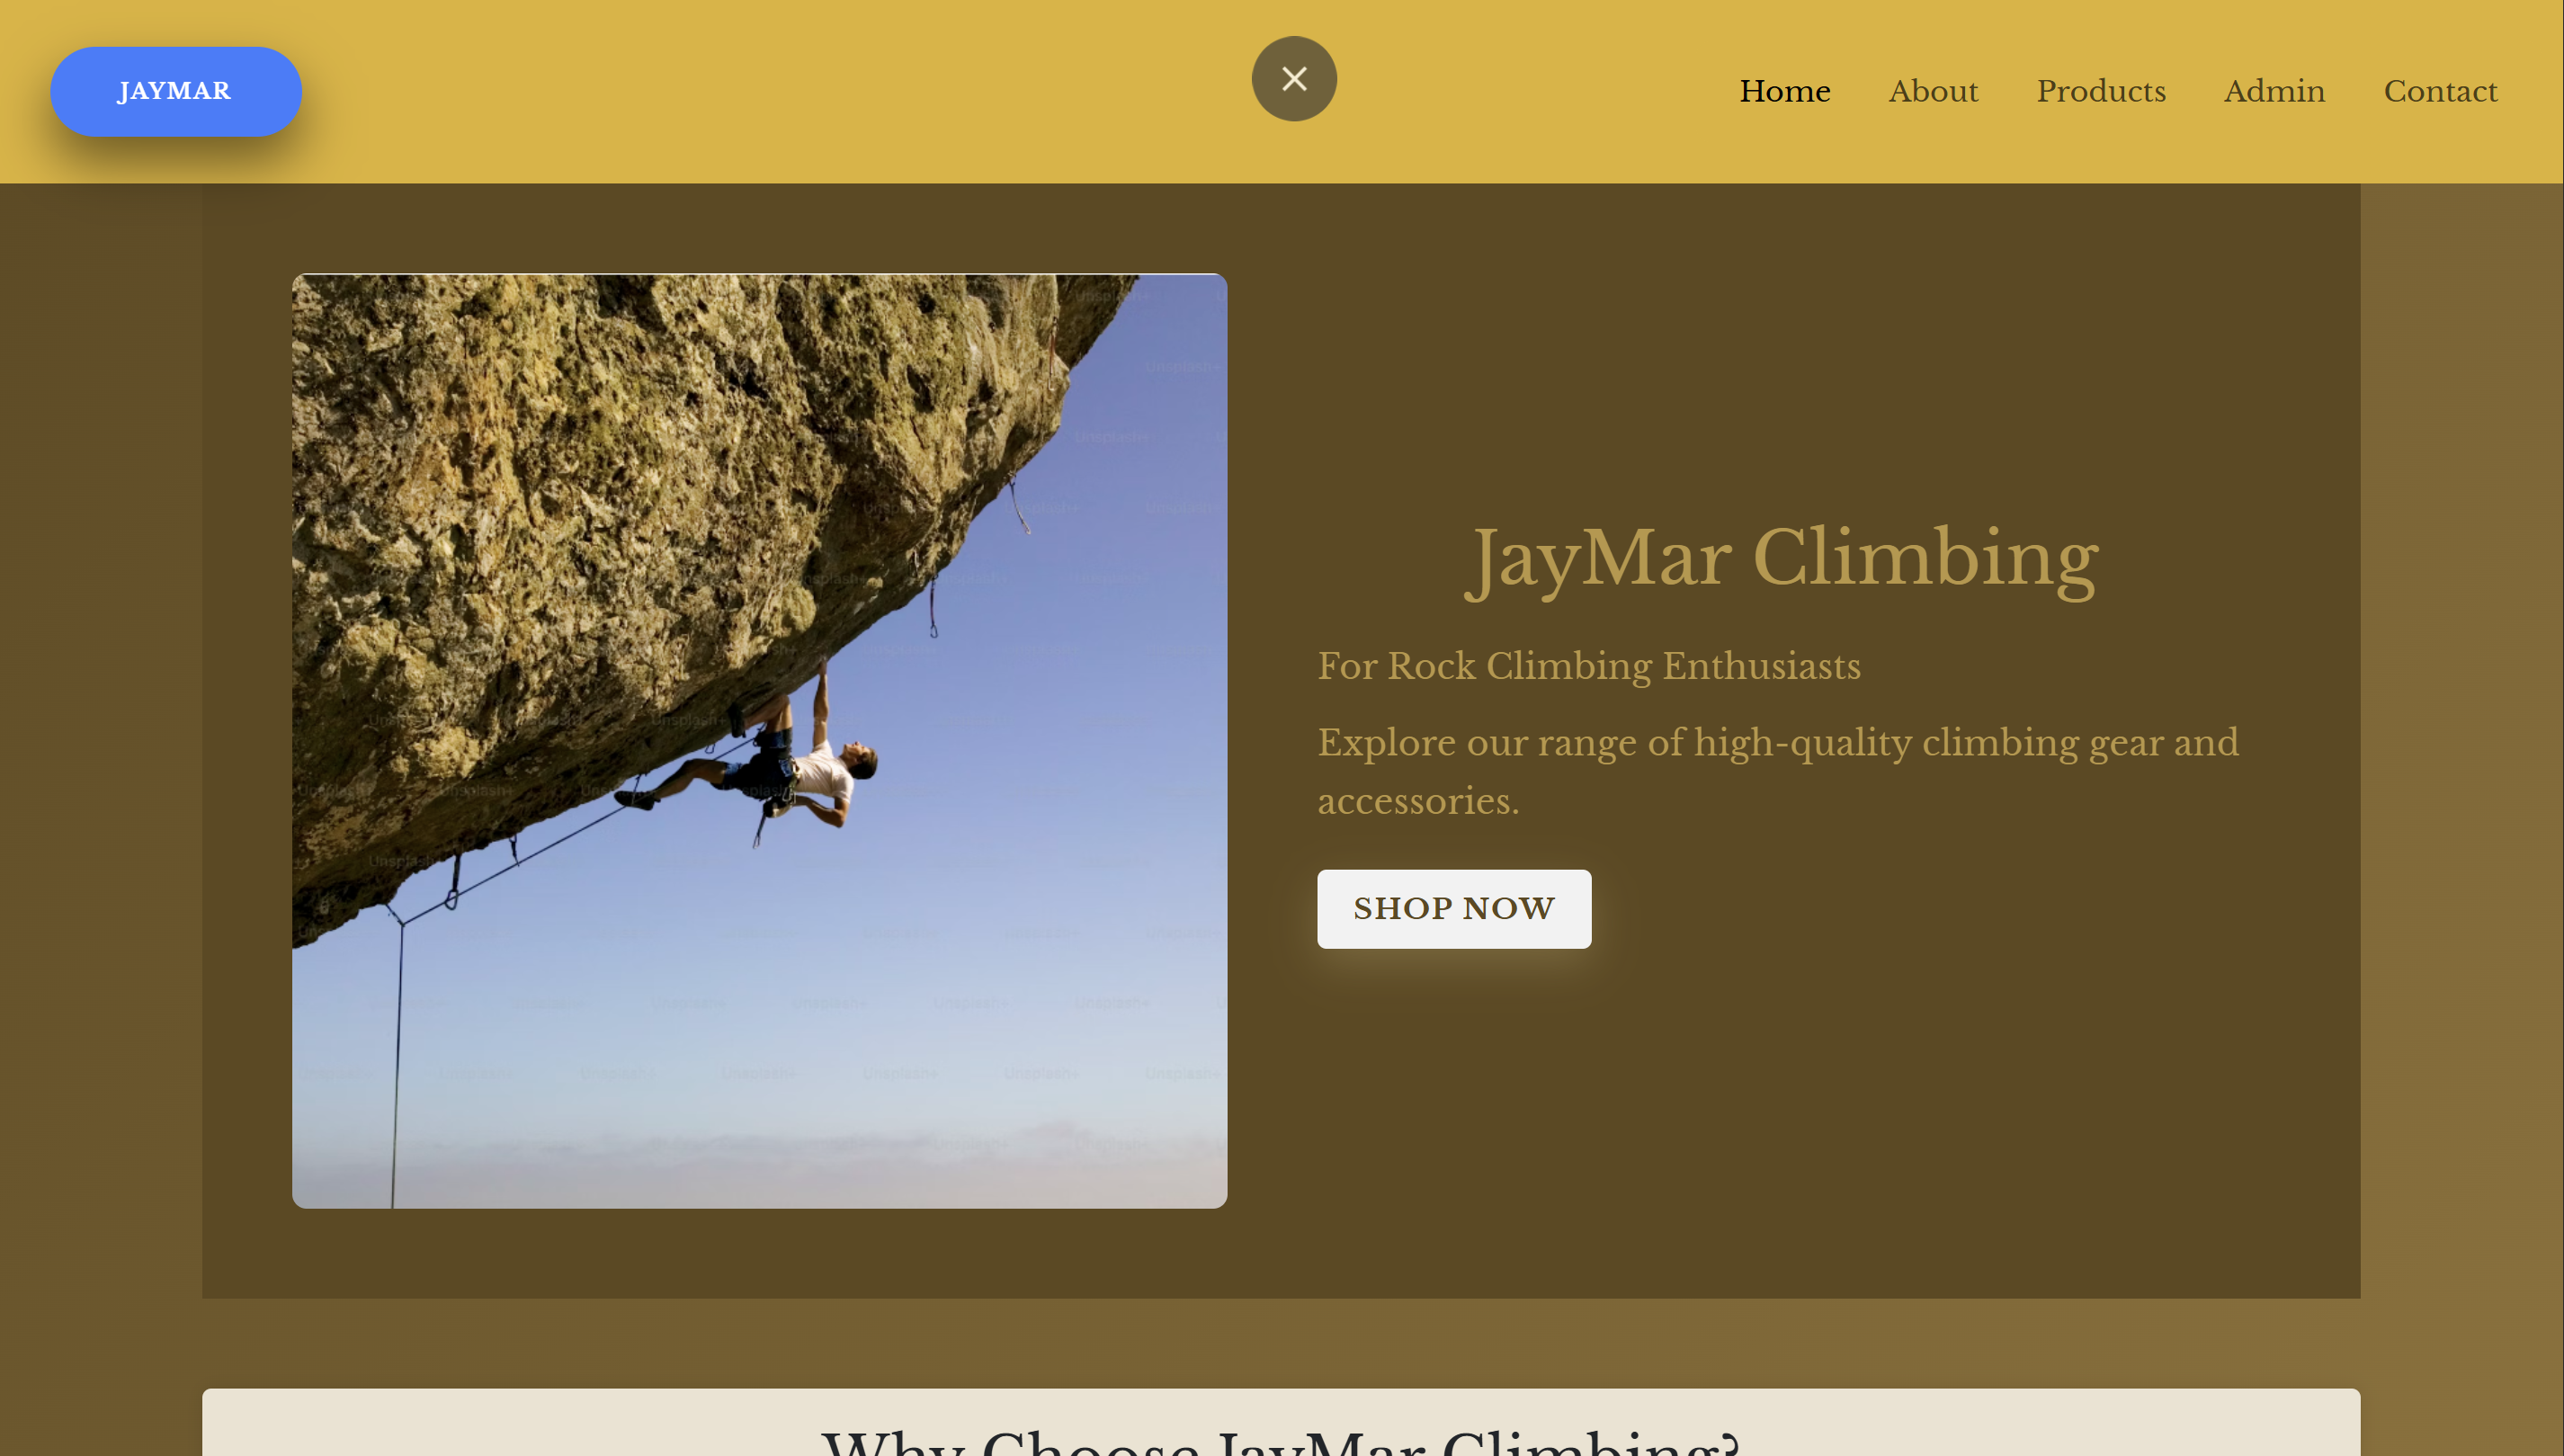 JAYMAR
Home About Products Admin Contact
JayMar Climbing
For Rock Climbing Enthusiasts
Explore our range of high-quality climbing gear and
accessories.
SHOP NOW
Unsplash+
Why Choose JayMar Climbing?